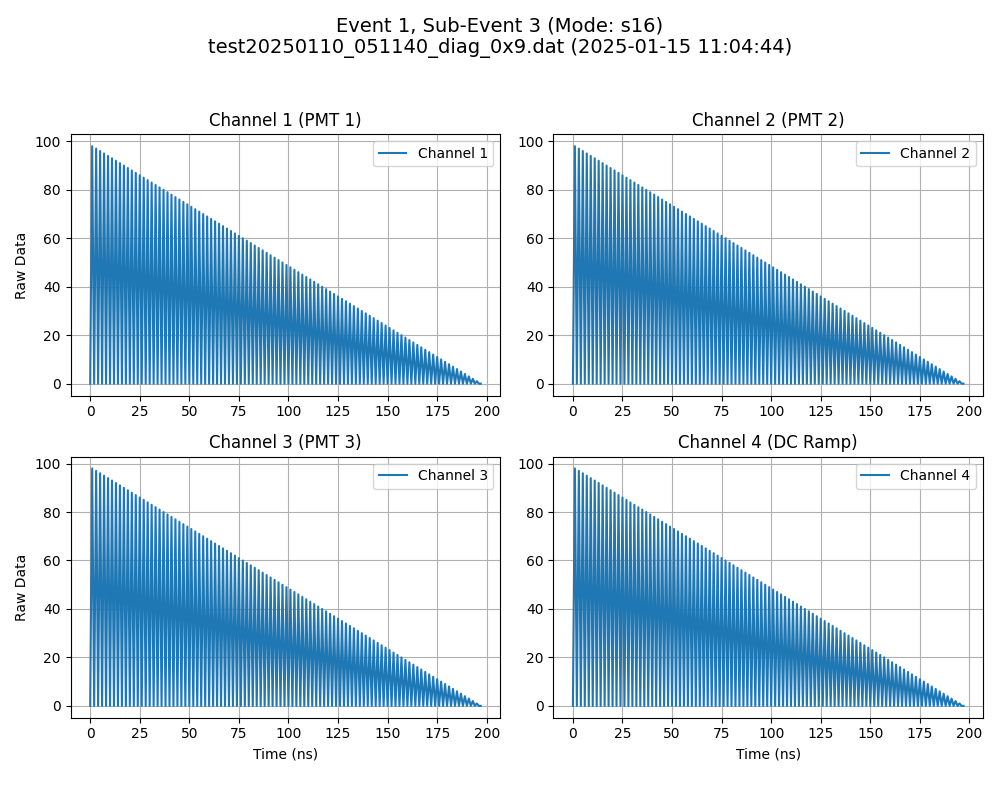 Event 1, Sub-Event 3 (Mode: s16)
test20250110_051140_diag_0x9.dat (2025-01-15 11:04:44)
Channel 1 (PMT 1)
Channel 2 (PMT 2)
100
80
60
40
20
0
Raw Data
Channel 1
0 25 50 75 100 125 150 175 200
100
80
60
40
20
0
Channel 2
0 25 50 75 100 125 150 175 200
Channel 3 (PMT 3)
Channel 4 (DC Ramp)
100
80
60
40
20
0
Raw Data
Channel 3
0 25 50 75 100 125 150 175 200
Time (ns)
100
80
60
40
20
0
Channel 4
0 25 50 75 100 125 150 175 200
Time (ns)